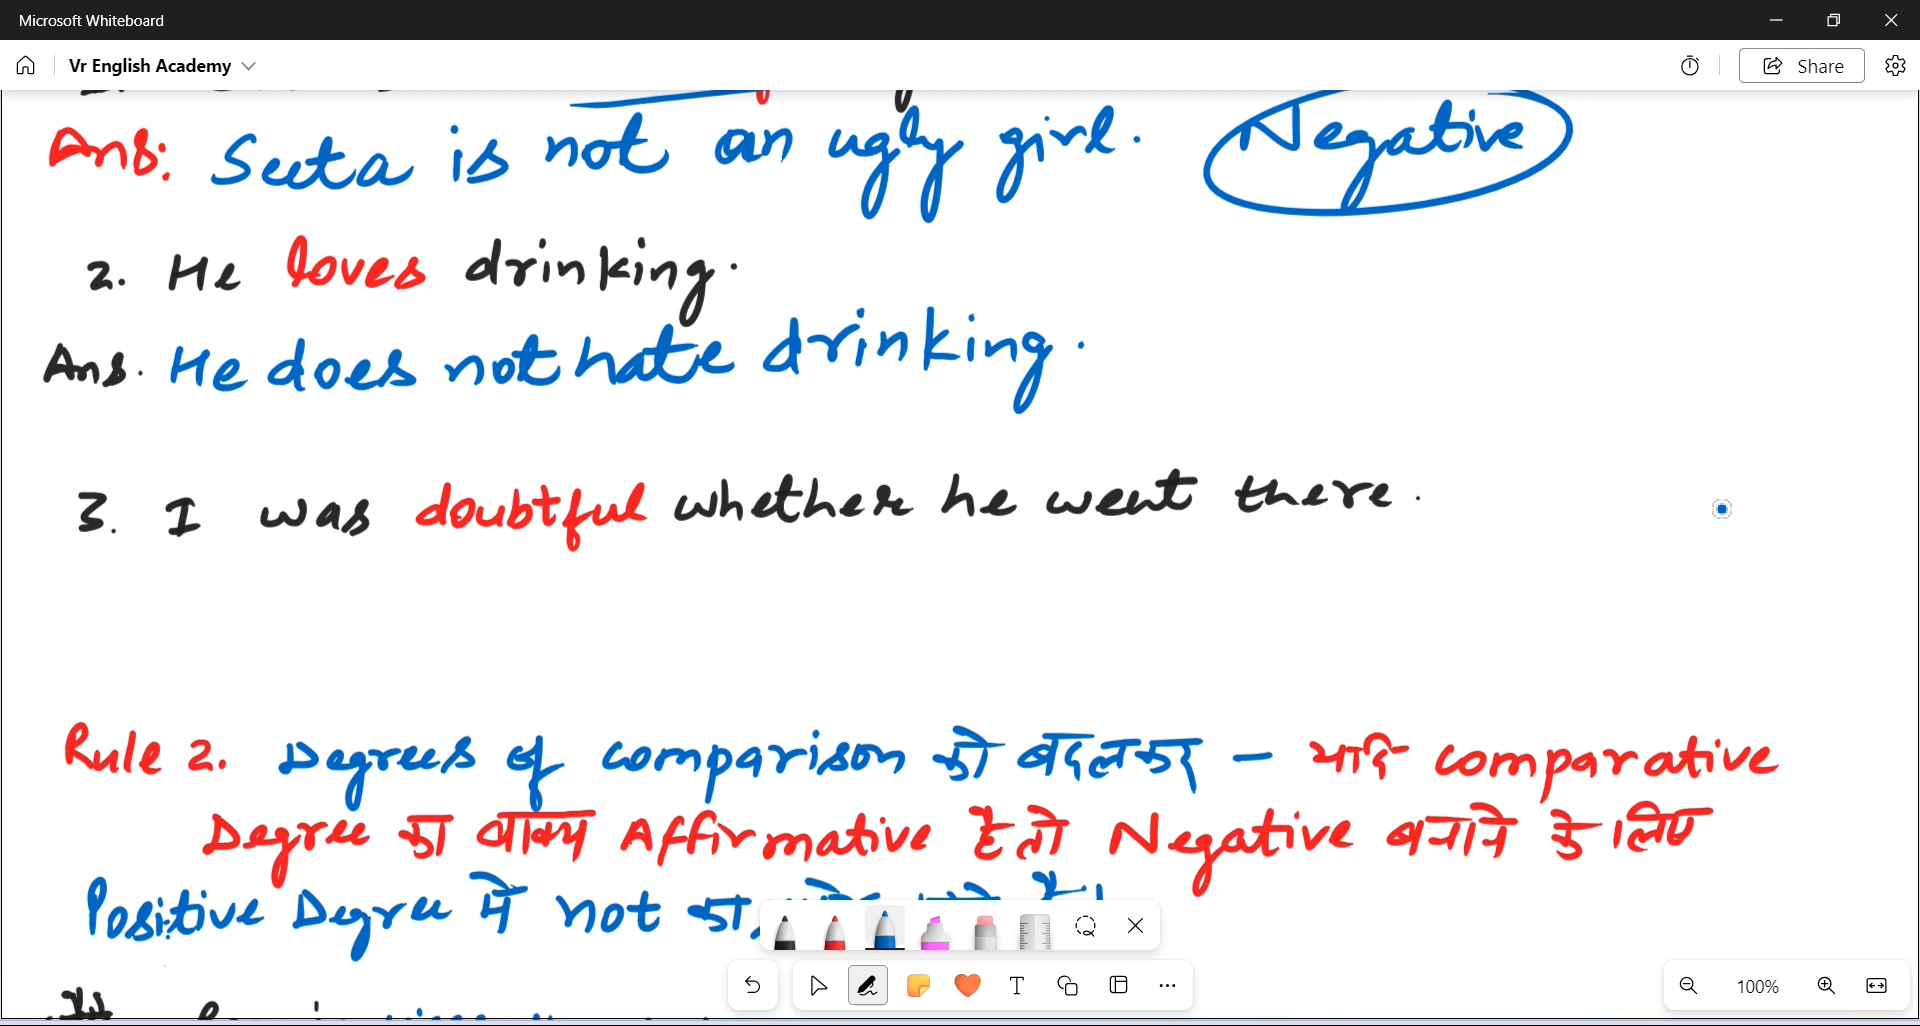 Microsoft Whiteboard
Vr English Academy
Share
Ans: Seeta is not an ugly girl. Negative
2. He loves drinking.
Ans. He does not hate drinking.
3. I was doubtful whether he went there.
Rule 2. Degrees of comparison को बदलकर - यदि comparative
Degree का वाक्य Affirmative है तो Negative बनाने के लिए
Positive Degree में not का
100%